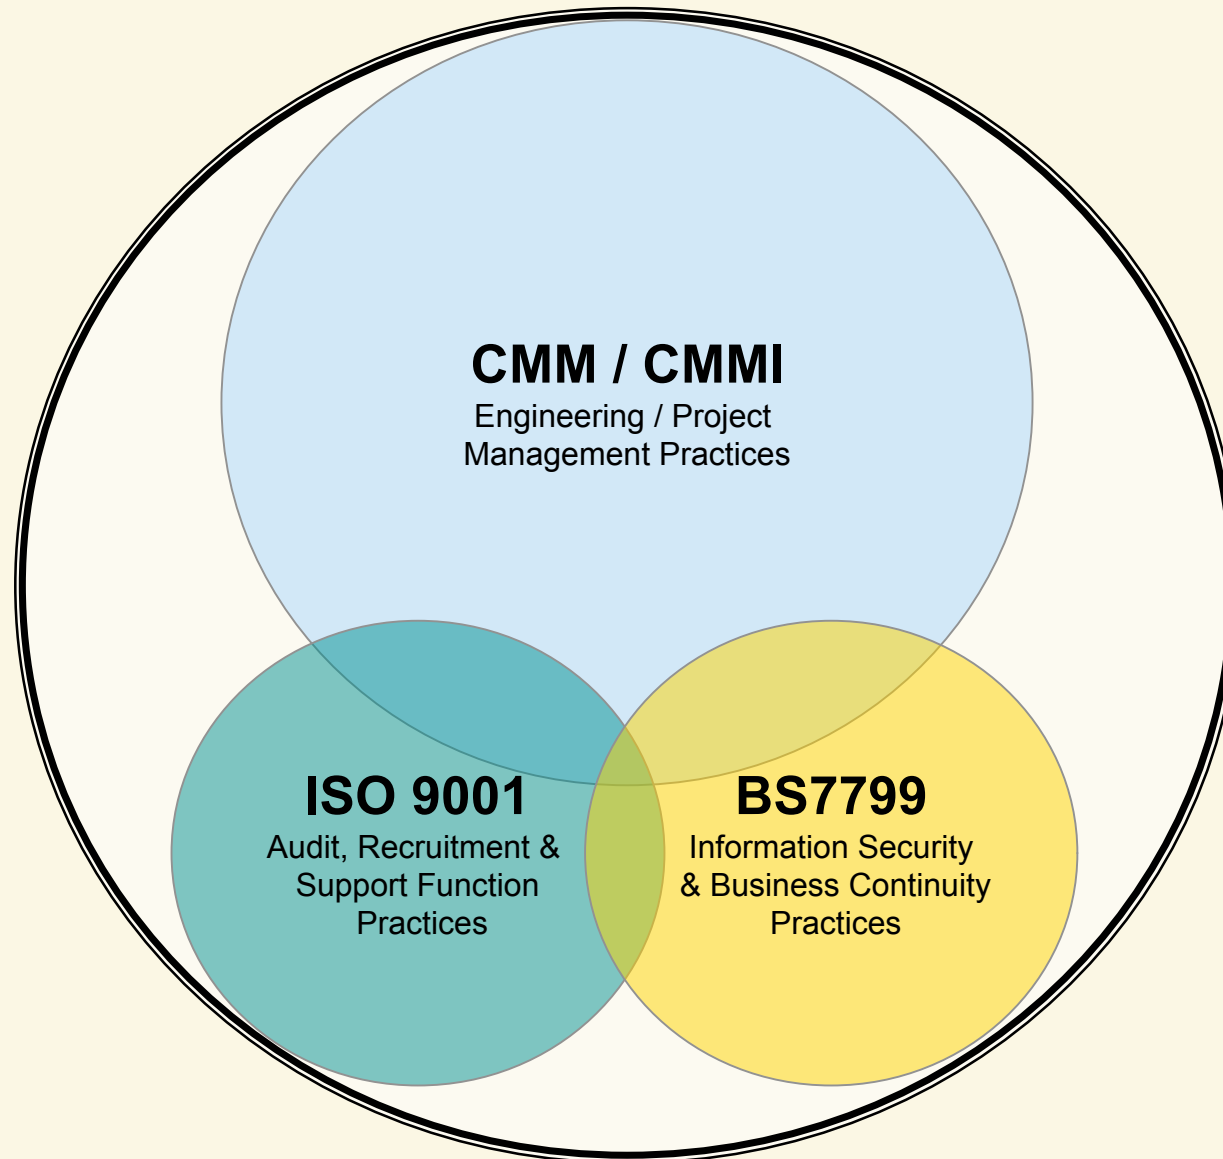 CMM / CMMI
Engineering / Project
Management Practices
ISO 9001
Audit, Recruitment &
Support Function
Practices
BS7799
Information Security
& Business Continuity
Practices